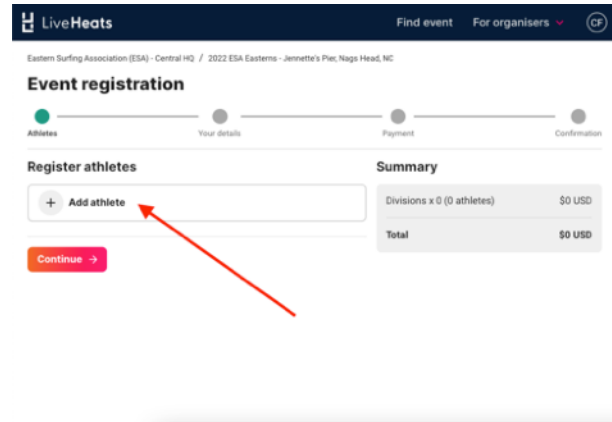 LiveHeats
Find event For organisers CF
Eastern Surfing Association (ESA) - Central HQ / 2022 ESA Easterns - Jennette's Pier, Nags Head, NC
Event registration
Athletes Your details Payment Confirmation
Register athletes
+ Add athlete
Continue →
Summary
Divisions x 0 (0 athletes) $0 USD
Total $0 USD